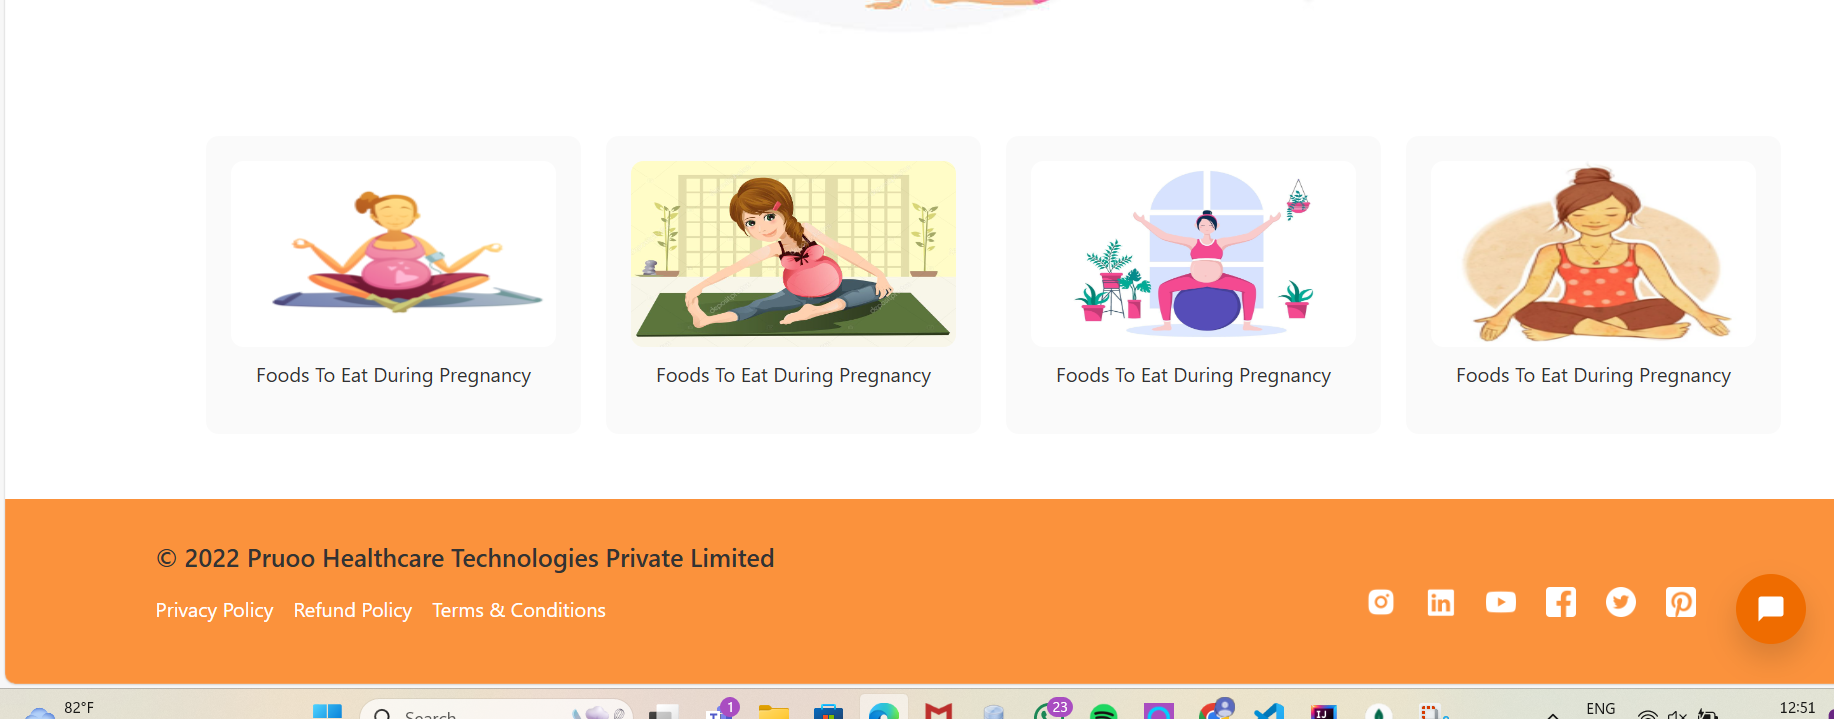 Foods To Eat During Pregnancy
Foods To Eat During Pregnancy
Foods To Eat During Pregnancy
Foods To Eat During Pregnancy
© 2022 Pruoo Healthcare Technologies Private Limited
Privacy Policy Refund Policy Terms & Conditions
82°F
Search
1
23
IJ
ENG
12:51